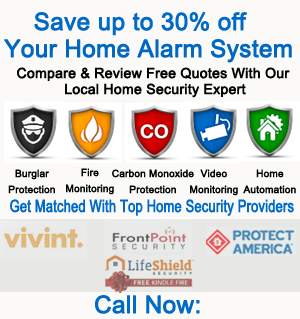 Save up to 30% off
Your Home Alarm System
Compare & Review Free Quotes With Our
Local Home Security Expert
CO
Burglar Protection
Fire Monitoring
Carbon Monoxide Protection
Video Monitoring
Home Automation
Get Matched With Top Home Security Providers
vivint.
FrontPoint
SECURITY
PROTECT
AMERICA
LifeShield
SECURITY
FREE KINDLE FIRE
Call Now: